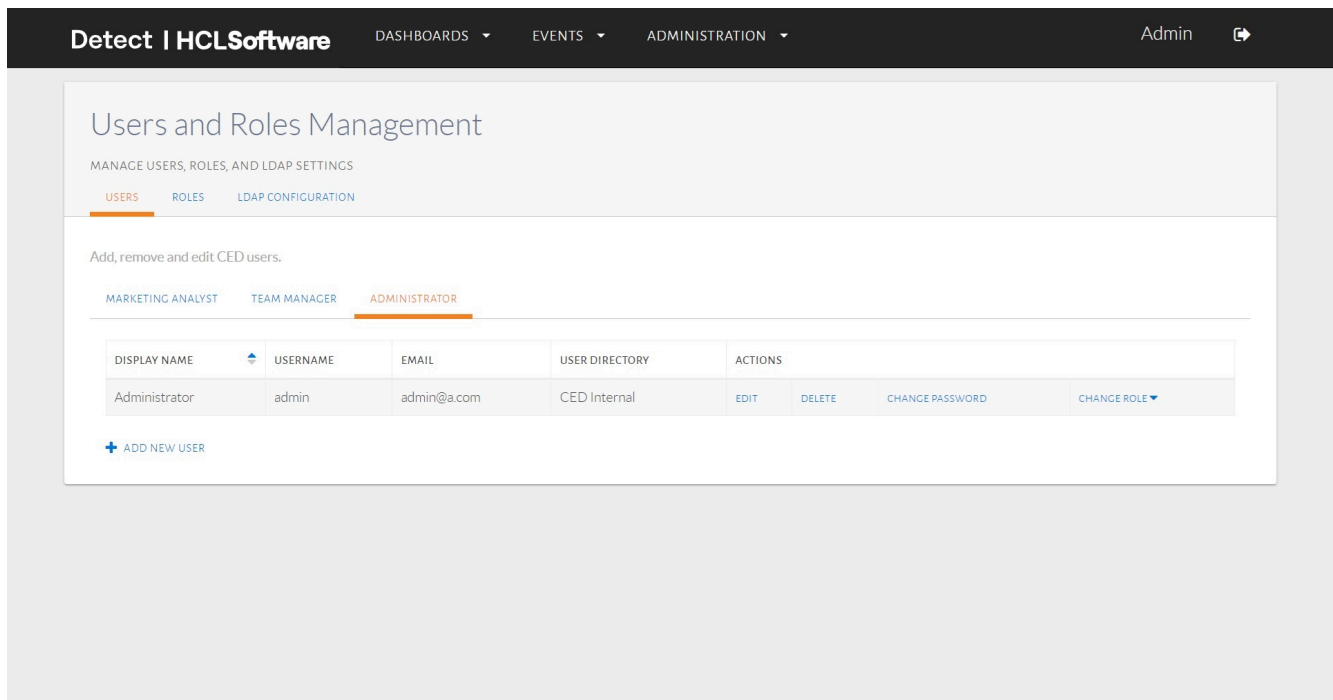 Detect | HCLSoftware DASHBOARDS EVENTS ADMINISTRATION Admin
Users and Roles Management
MANAGE USERS, ROLES, AND LDAP SETTINGS
USERS ROLES LDAP CONFIGURATION
Add, remove and edit CED users.
MARKETING ANALYST TEAM MANAGER ADMINISTRATOR
DISPLAY NAME USERNAME EMAIL USER DIRECTORY ACTIONS
Administrator admin admin@a.com CED Internal EDIT DELETE CHANGE PASSWORD CHANGE ROLE
ADD NEW USER